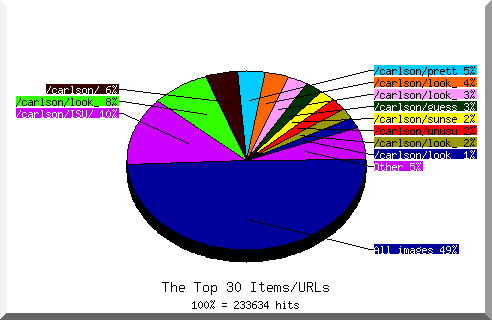 /carlson/ 6%
/carlson/look_ 8%
/carlson/ISU/ 10%
/carlson/prett 5%
/carlson/look_ 4%
/carlson/look_ 3%
/carlson/guess 3%
/carlson/sunse 2%
/carlson/unusu 2%
/carlson/look_ 2%
/carlson/look_ 1%
Other 5%
All images 49%
The Top 30 Items/URLs
100% = 233634 hits